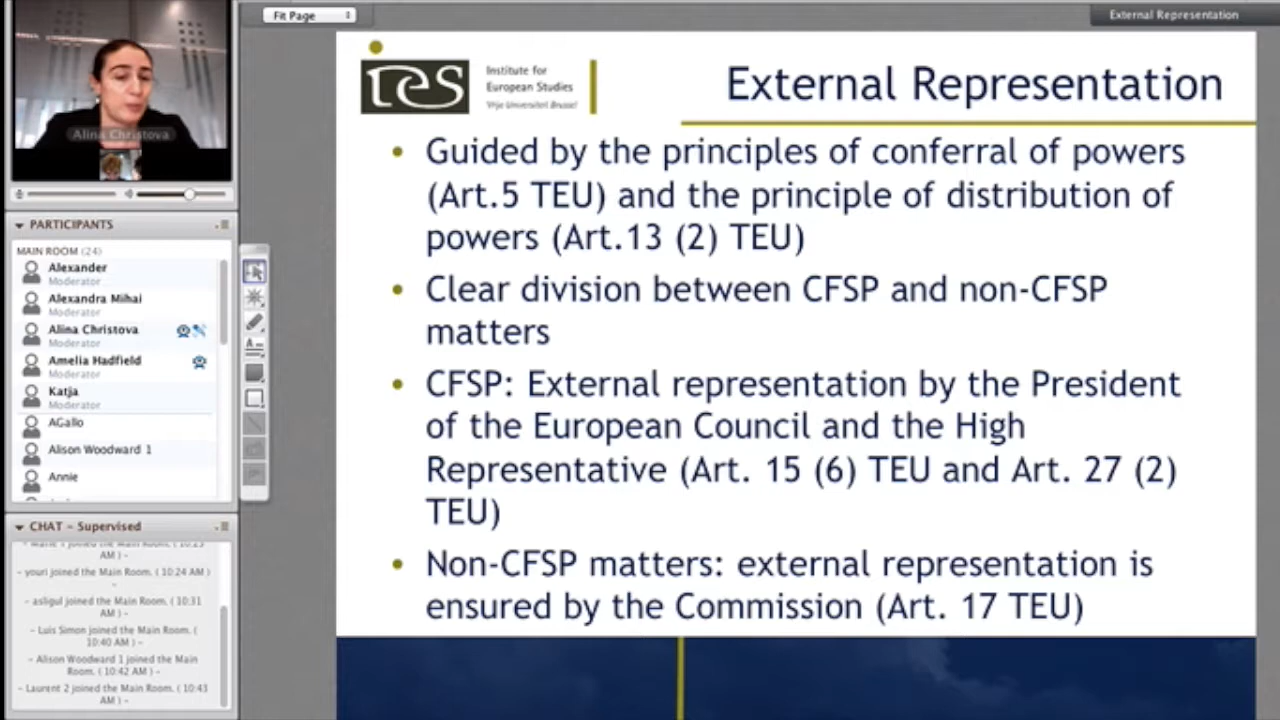 Fit Page
External Representation
Alina Christova
PARTICIPANTS
MAIN ROOM (24)
Alexander
Moderator
Alexandra Mihai
Moderator
Alina Christova
Moderator
Amelia Hadfield
Moderator
Katja
Moderator
AGallo
Alison Woodward 1
Annie
CHAT - Supervised
joined the Main Room. ( 10:23
AM ) -
- youri joined the Main Room. ( 10:24 AM )
-
- asligul joined the Main Room. ( 10:31
AM ) -
- Luis Simon joined the Main Room. (
10:40 AM ) -
- Alison Woodward 1 joined the Main
Room. ( 10:42 AM ) -
- Laurent 2 joined the Main Room. ( 10:43
AM ) -
ies
Institute for
European Studies
Vrije Universiteit Brussel
External Representation
• Guided by the principles of conferral of powers
(Art.5 TEU) and the principle of distribution of
powers (Art.13 (2) TEU)
• Clear division between CFSP and non-CFSP
matters
• CFSP: External representation by the President
of the European Council and the High
Representative (Art. 15 (6) TEU and Art. 27 (2)
TEU)
• Non-CFSP matters: external representation is
ensured by the Commission (Art. 17 TEU)